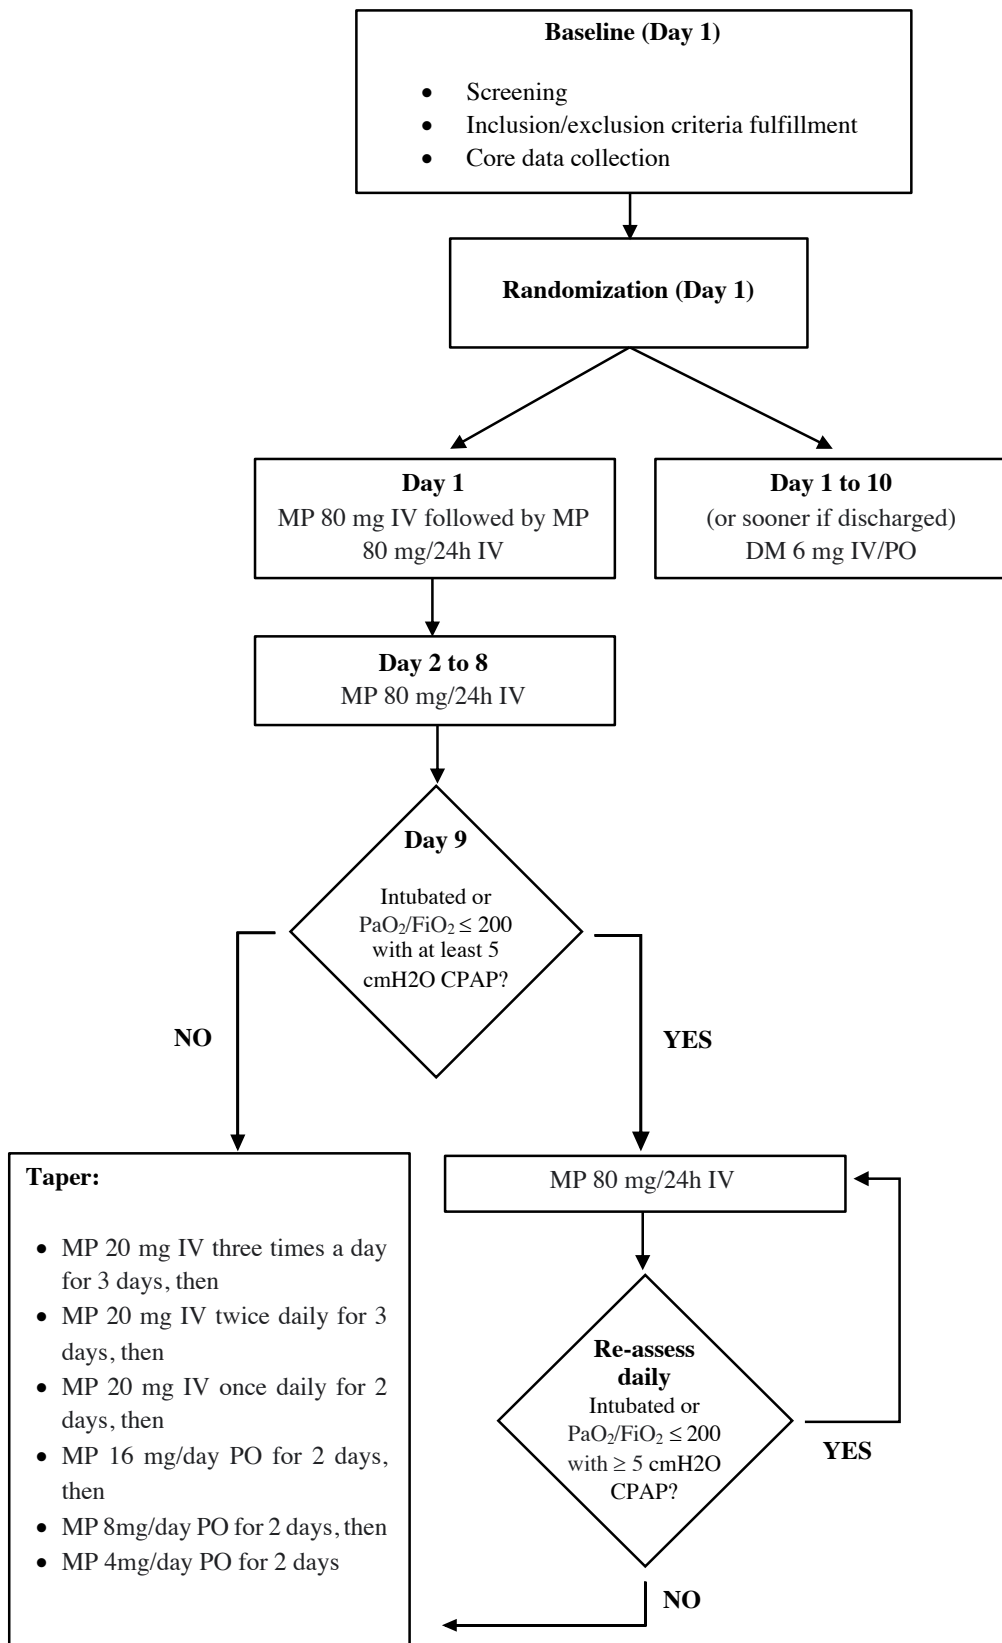 Baseline (Day 1)
• Screening
• Inclusion/exclusion criteria fulfillment
• Core data collection
Randomization (Day 1)
Day 1
MP 80 mg IV followed by MP
80 mg/24h IV
Day 1 to 10
(or sooner if discharged)
DM 6 mg IV/PO
Day 2 to 8
MP 80 mg/24h IV
Day 9
Intubated or
PaO₂/FiO₂ ≤ 200
with at least 5
cmH2O CPAP?
NO
YES
Taper:
• MP 20 mg IV three times a day
for 3 days, then
• MP 20 mg IV twice daily for 3
days, then
• MP 20 mg IV once daily for 2
days, then
• MP 16 mg/day PO for 2 days,
then
• MP 8mg/day PO for 2 days, then
• MP 4mg/day PO for 2 days
MP 80 mg/24h IV
Re-assess
daily
Intubated or
PaO₂/FiO₂ ≤ 200
with ≥ 5 cmH2O
CPAP?
YES
NO